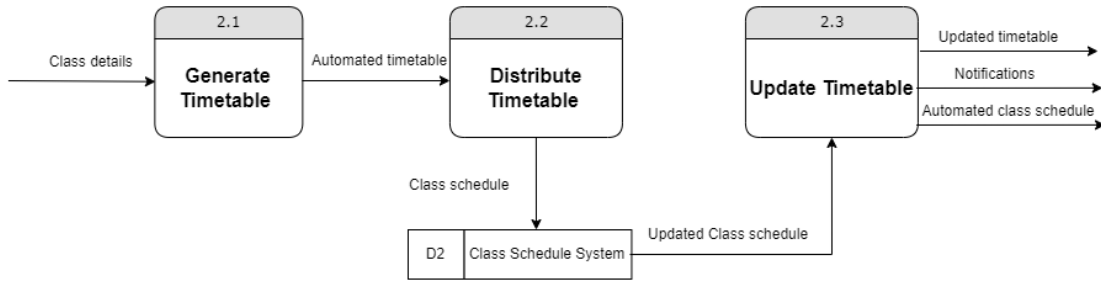 2.1
2.2
2.3
Class details
Generate
Timetable
Automated timetable
Distribute
Timetable
Update Timetable
Updated timetable
Notifications
Automated class schedule
Class schedule
D2
Class Schedule System
Updated Class schedule